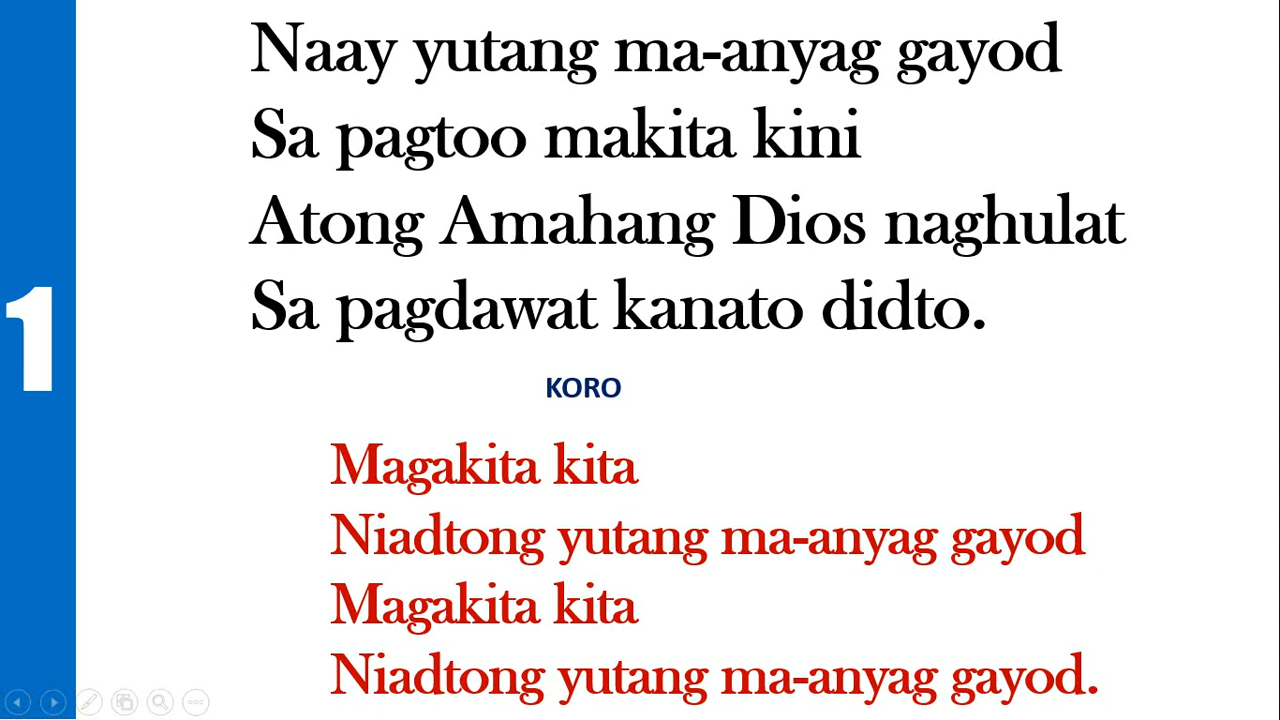 Naay yutang ma-anyag gayod
Sa pagtoo makita kini
Atong Amahang Dios naghulat
Sa pagdawat kanato didto.
1
KORO
Magakita kita
Niadtong yutang ma-anyag gayod
Magakita kita
Niadtong yutang ma-anyag gayod.